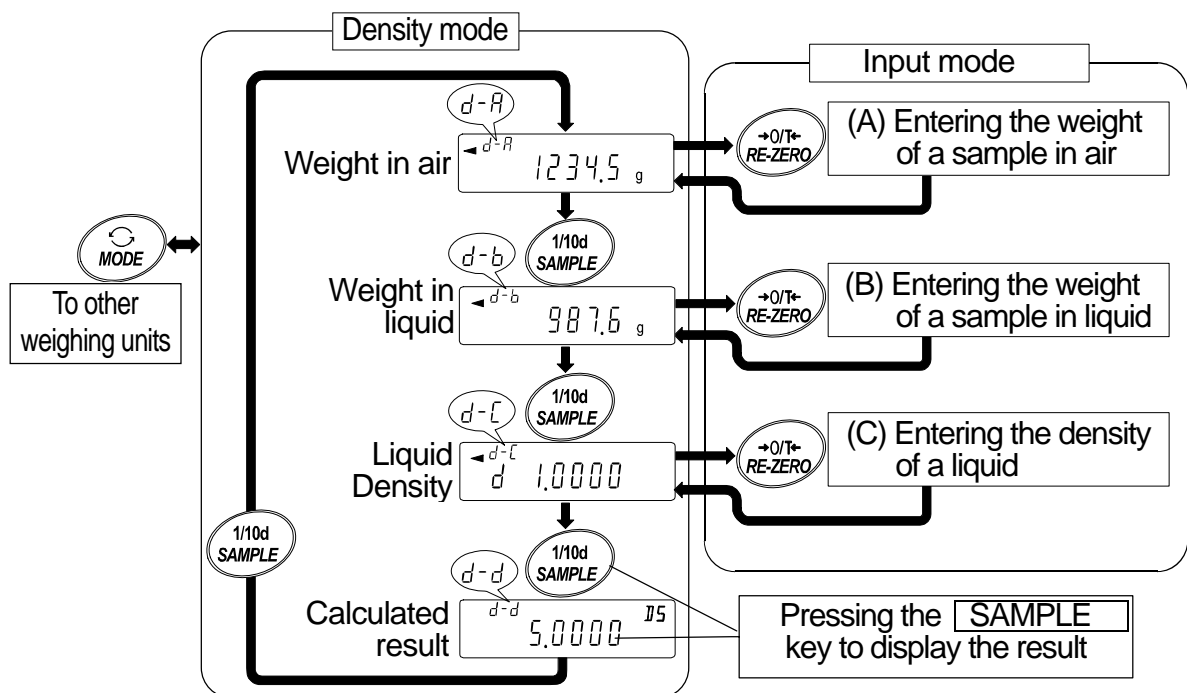 Density mode
Input mode
d-A
d-A
Weight in air
1234.5 g
→0/T←
RE-ZERO
(A) Entering the weight
of a sample in air
1/10d
SAMPLE
MODE
To other
weighing units
d-b
d-b
Weight in
liquid
987.6 g
→0/T←
RE-ZERO
(B) Entering the weight
of a sample in liquid
1/10d
SAMPLE
d-C
d-C
Liquid
Density
d 1.0000
→0/T←
RE-ZERO
(C) Entering the density
of a liquid
1/10d
SAMPLE
1/10d
SAMPLE
d-d
d-d
DS
Calculated
result
5.0000
Pressing the SAMPLE
key to display the result